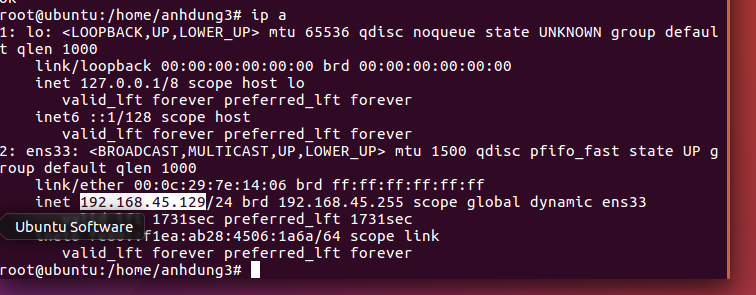 root@ubuntu:/home/anhdung3# ip a
1: lo: <LOOPBACK,UP,LOWER_UP> mtu 65536 qdisc noqueue state UNKNOWN group defaul
t qlen 1000
link/loopback 00:00:00:00:00:00 brd 00:00:00:00:00:00
inet 127.0.0.1/8 scope host lo
valid_lft forever preferred_lft forever
inet6 ::1/128 scope host
valid_lft forever preferred_lft forever
2: ens33: <BROADCAST,MULTICAST,UP,LOWER_UP> mtu 1500 qdisc pfifo_fast state UP g
roup default qlen 1000
link/ether 00:0c:29:7e:14:06 brd ff:ff:ff:ff:ff:ff
inet 192.168.45.129/24 brd 192.168.45.255 scope global dynamic ens33
1731sec preferred_lft 1731sec
Ubuntu Software
f1ea:ab28:4506:1a6a/64 scope link
valid_lft forever preferred_lft forever
root@ubuntu:/home/anhdung3#